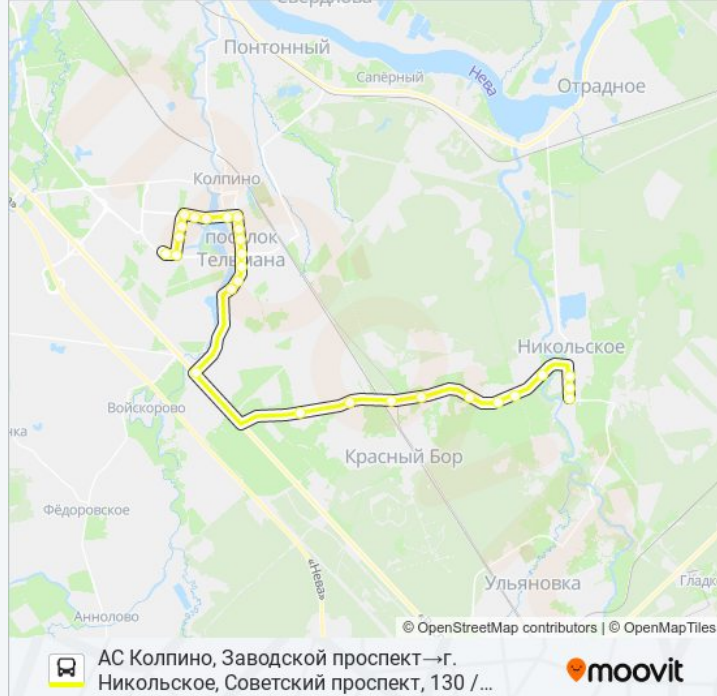 Свердлова
Понтонный
Сапёрный
Нева
Отрадное
Колпино
посёлок
Тельмана
Никольское
Войскорово
Красный Бор
Фёдоровское
«Нева»
Ульяновка
Аннолово
© OpenStreetMap contributors | © OpenMapTiles
АС Колпино, Заводской проспект→г.
Никольское, Советский проспект, 130 /...
moovit